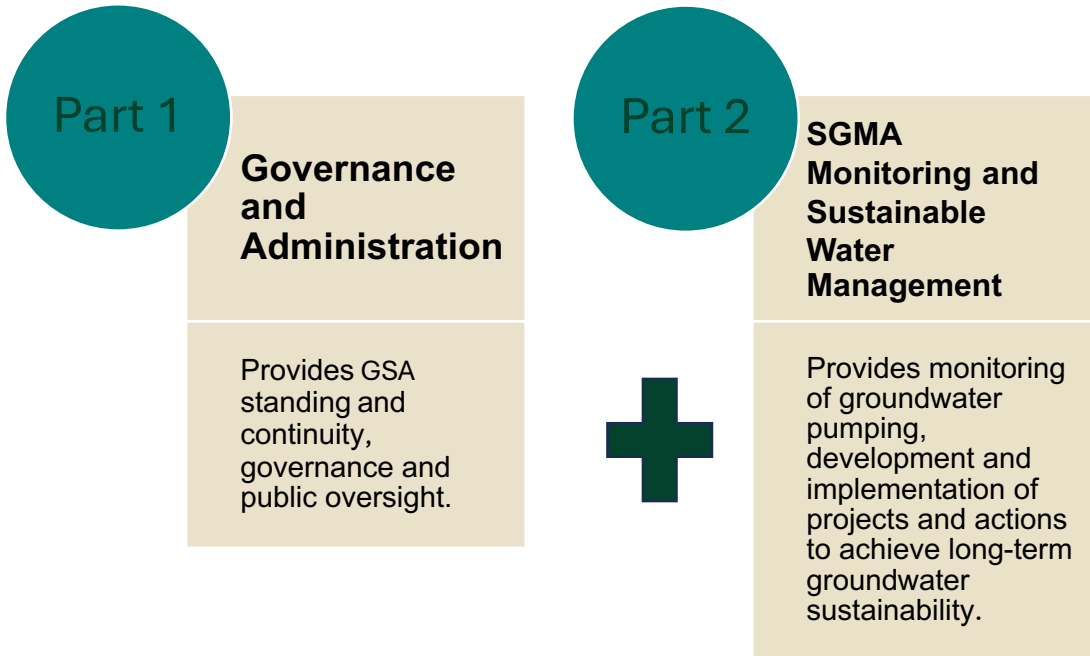 Part 1
Governance
and
Administration
Provides GSA
standing and
continuity,
governance and
public oversight.
Part 2
SGMA
Monitoring and
Sustainable
Water
Management
Provides monitoring
of groundwater
pumping,
development and
implementation of
projects and actions
to achieve long-term
groundwater
sustainability.